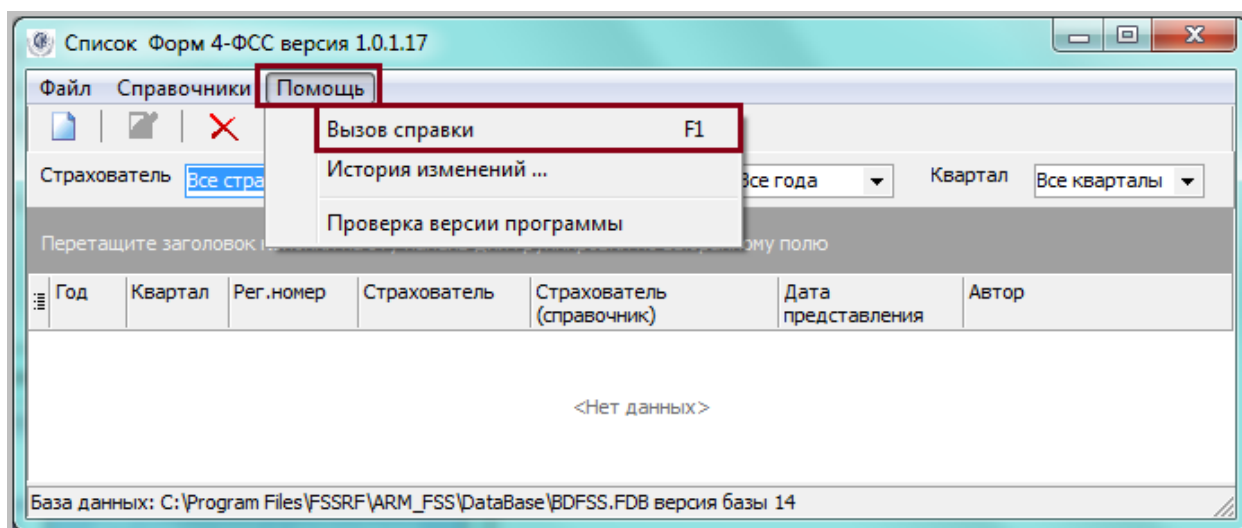 Список Форм 4-ФСС версия 1.0.1.17
Файл Справочники Помощь
Вызов справки F1
История изменений ...
Проверка версии программы
Страхователь Все стра все года Квартал Все кварталы
Перетащите заголовок полю
Год Квартал Рег.номер Страхователь Страхователь (справочник) Дата представления Автор
<Нет данных>
База данных: C:\Program Files\FSSRF\ARM_FSS\DataBase\BDFSS.FDB версия базы 14